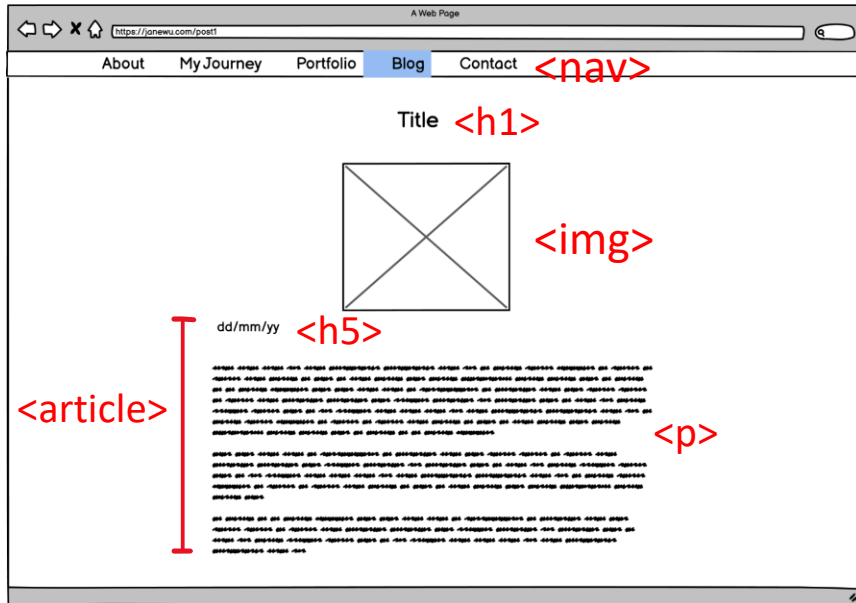 A Web Page
https://janewu.com/post1
About My Journey Portfolio Blog Contact <nav>
Title <h1>
<img>
dd/mm/yy <h5>
<article>
<p>